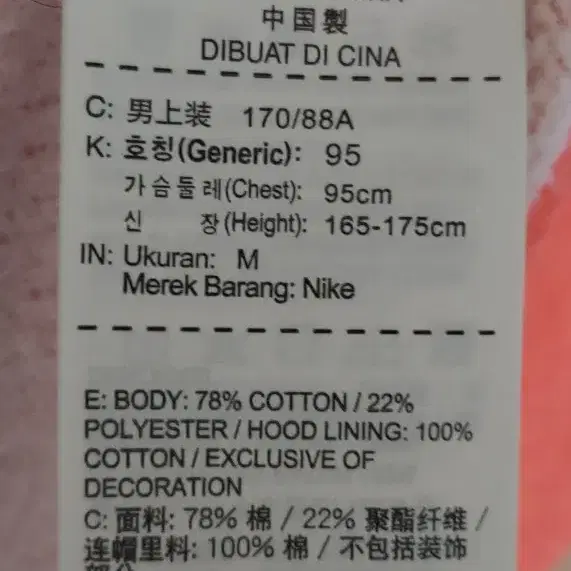 中国製
DIBUAT DI CINA
C: 男上装 170/88A
K: 호칭(Generic): 95
가슴둘레(Chest): 95cm
신 장(Height): 165-175cm
IN: Ukuran: M
Merek Barang: Nike
E: BODY: 78% COTTON / 22%
POLYESTER / HOOD LINING: 100%
COTTON / EXCLUSIVE OF
DECORATION
C: 面料: 78% 棉 / 22% 聚酯纤维 /
连帽里料: 100% 棉 / 不包括装饰